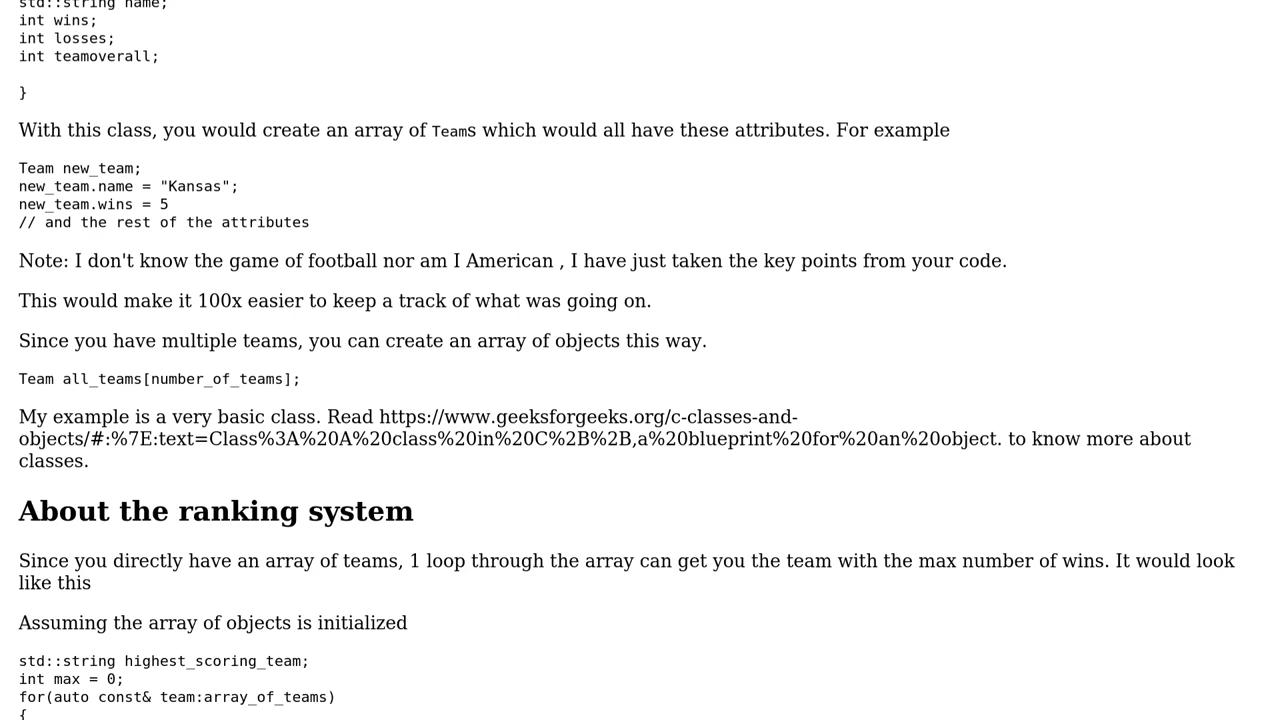 std::string name;
int wins;
int losses;
int teamoverall;
}
With this class, you would create an array of Teams which would all have these attributes. For example
Team new_team;
new_team.name = "Kansas";
new_team.wins = 5
// and the rest of the attributes
Note: I don't know the game of football nor am I American , I have just taken the key points from your code.
This would make it 100x easier to keep a track of what was going on.
Since you have multiple teams, you can create an array of objects this way.
Team all_teams[number_of_teams];
My example is a very basic class. Read https://www.geeksforgeeks.org/c-classes-and-
objects/#:%7E:text=Class%3A%20A%20class%20in%20C%2B%2B,a%20blueprint%20for%20an%20object. to know more about
classes.
About the ranking system
Since you directly have an array of teams, 1 loop through the array can get you the team with the max number of wins. It would look
like this
Assuming the array of objects is initialized
std::string highest_scoring_team;
int max = 0;
for(auto const& team:array_of_teams)
{